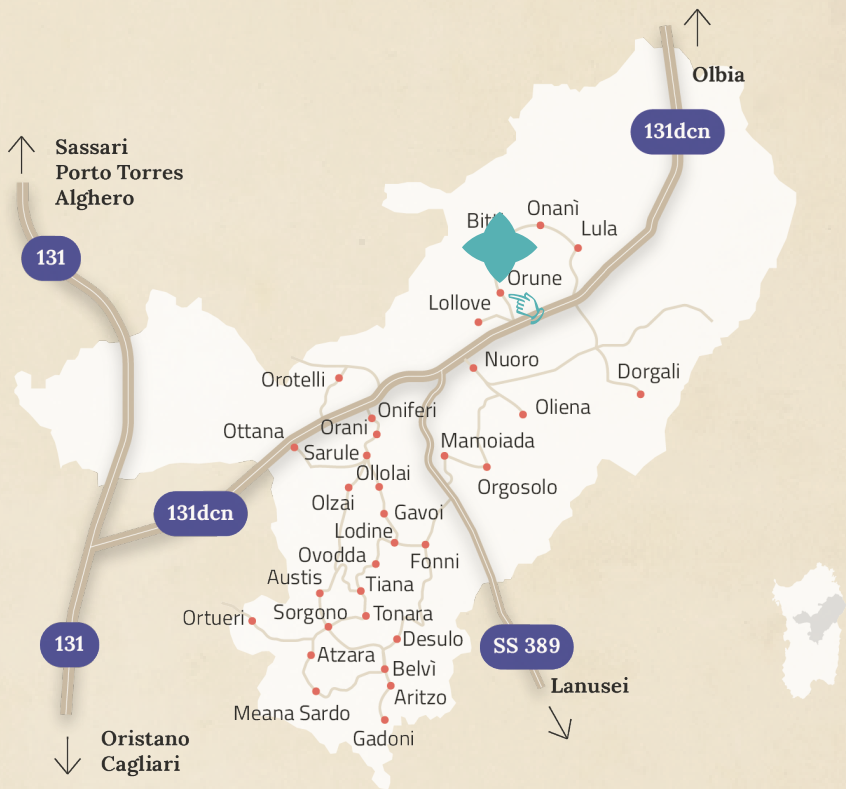 Olbia
131dcn
Sassari
Porto Torres
Alghero
131
Onanì
Lula
Orune
Lollove
Nuoro
Dorgali
Orotelli
Oniferi
Oliena
Orani
Ottana
Mamoiada
Sarule
Ollolai
Orgosolo
Olzai
Gavoi
131dcn
Lodine
Ovodda
Fonni
Austis
Tiana
Sorgono
Tonara
Ortueri
Desulo
131
SS 389
Atzara
Belvì
Lanusei
Aritzo
Meana Sardo
Gadoni
Oristano
Cagliari